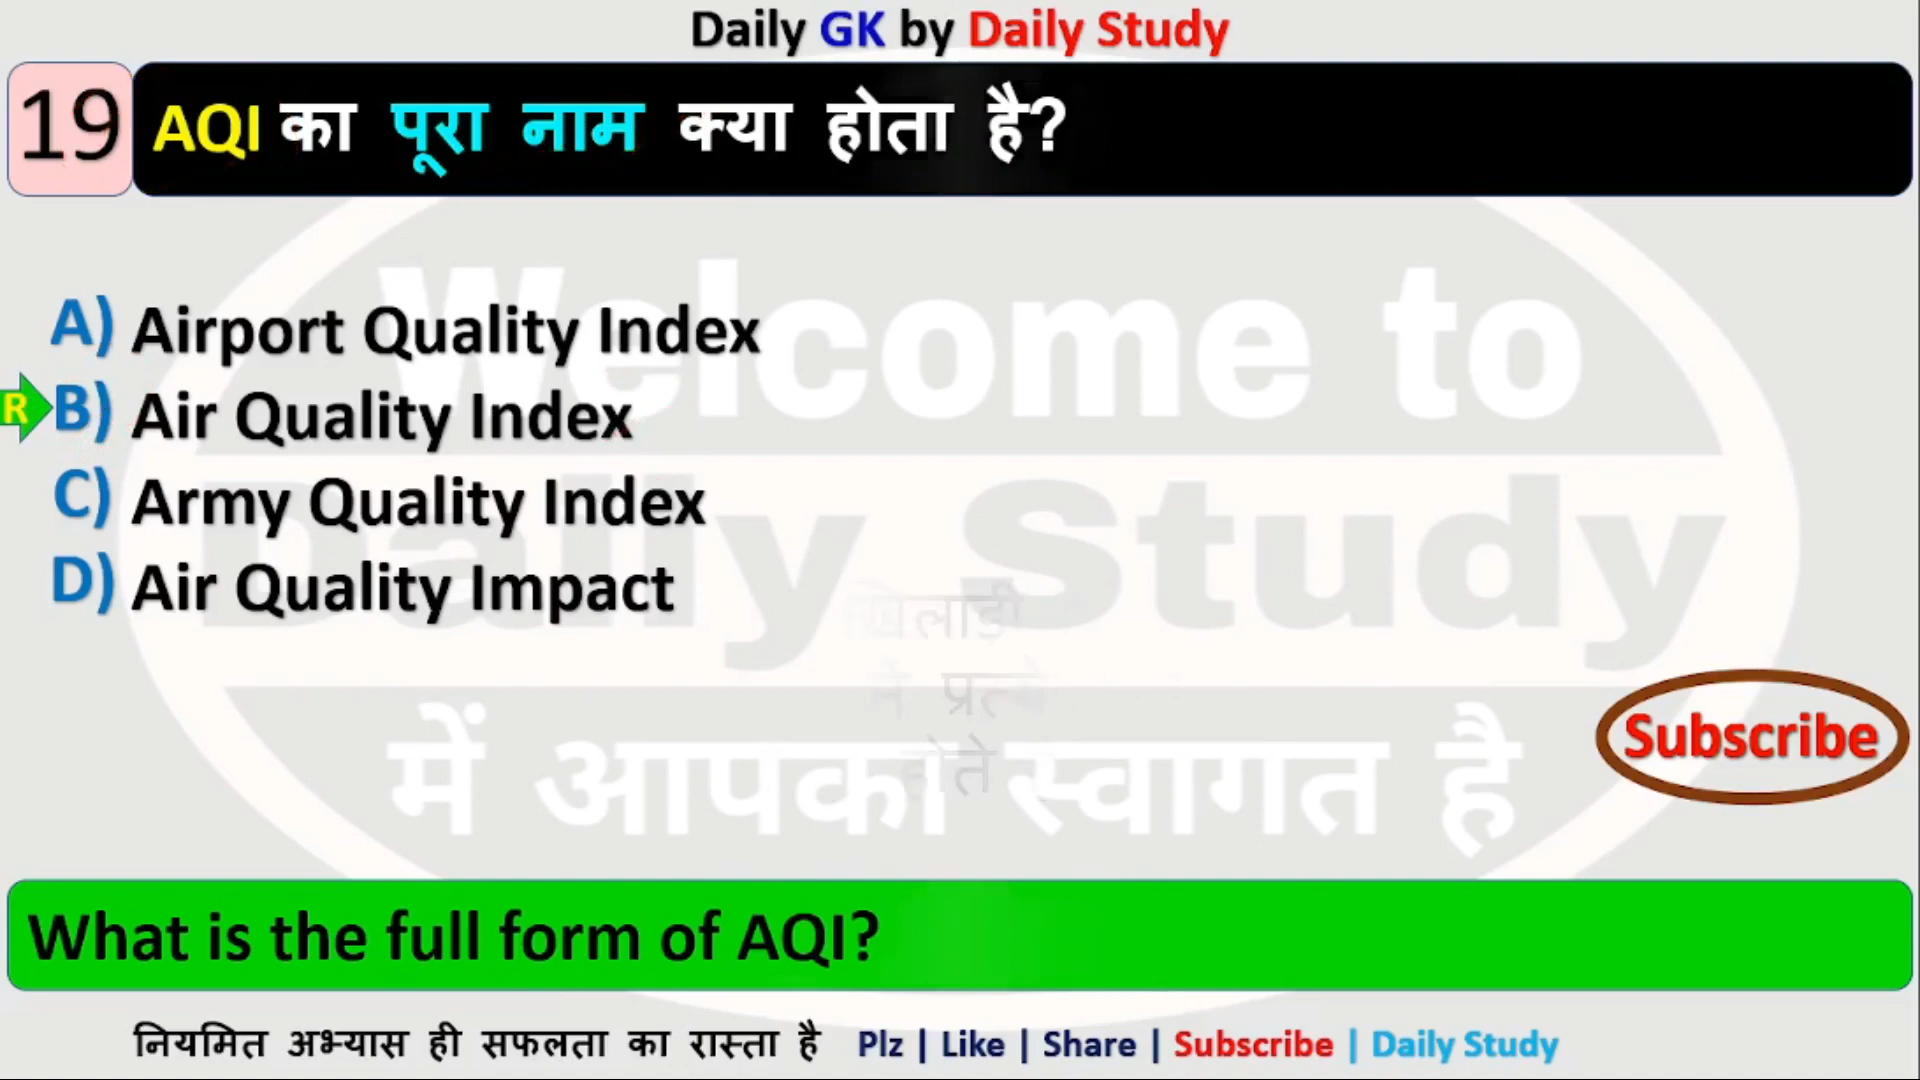 Daily GK by Daily Study
19 AQI का पूरा नाम क्या होता है?
Welcome to
Daily Study
में आपका स्वागत है
A) Airport Quality Index
R B) Air Quality Index
C) Army Quality Index
D) Air Quality Impact
खिलाडी
में प्रत्
होते
Subscribe
What is the full form of AQI?
नियमित अभ्यास ही सफलता का रास्ता है Plz | Like | Share | Subscribe | Daily Study